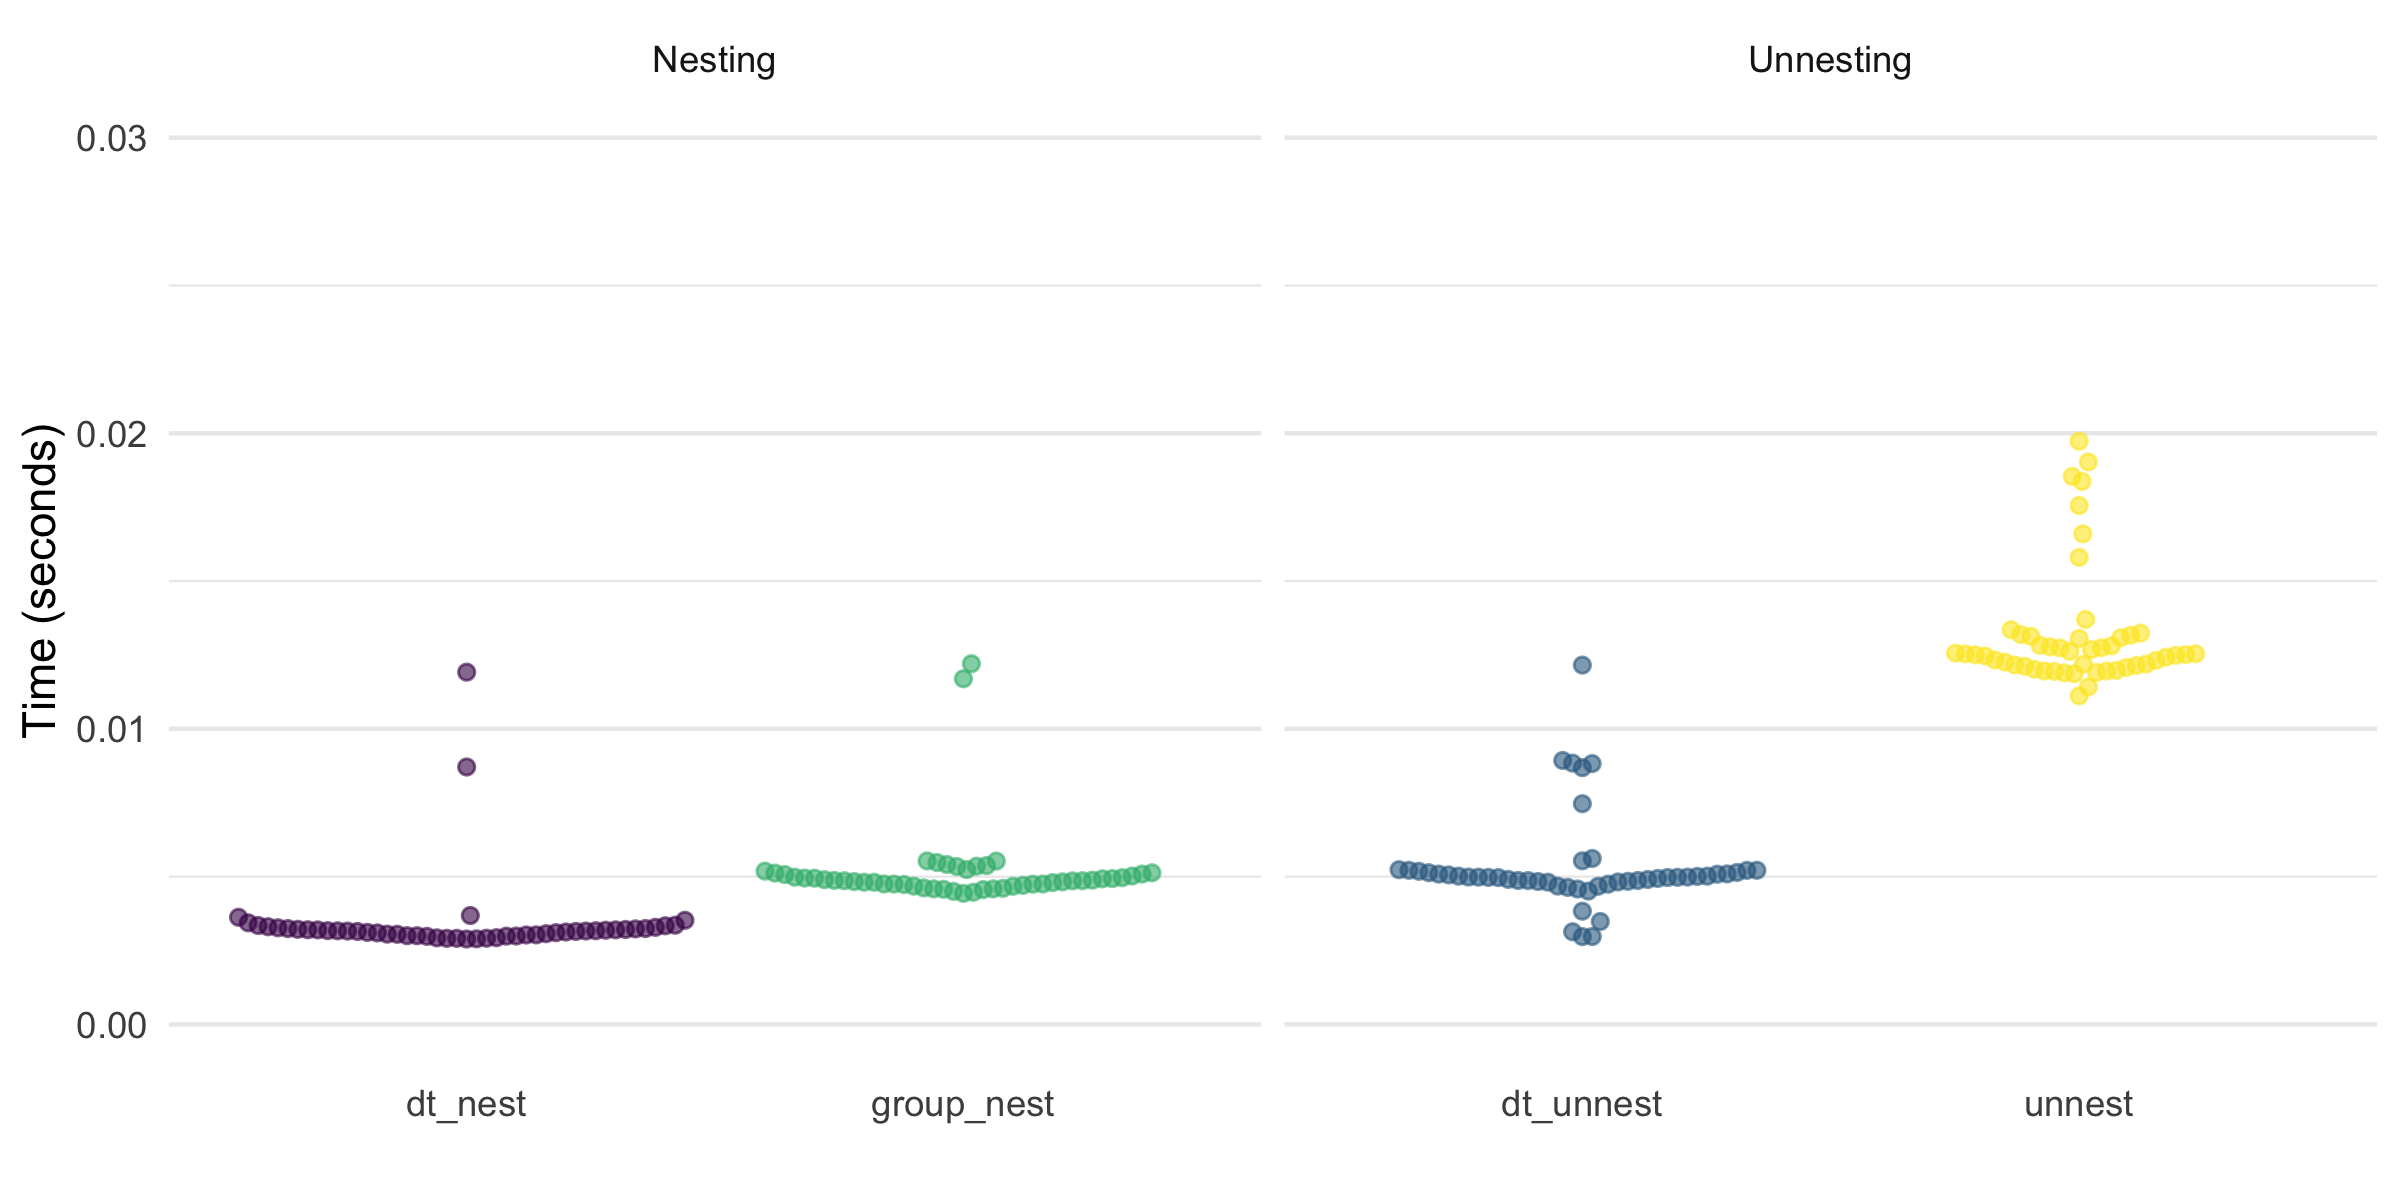 Nesting
Unnesting
0.03
0.02
0.01
0.00
Time (seconds)
dt_nest
group_nest
dt_unnest
unnest